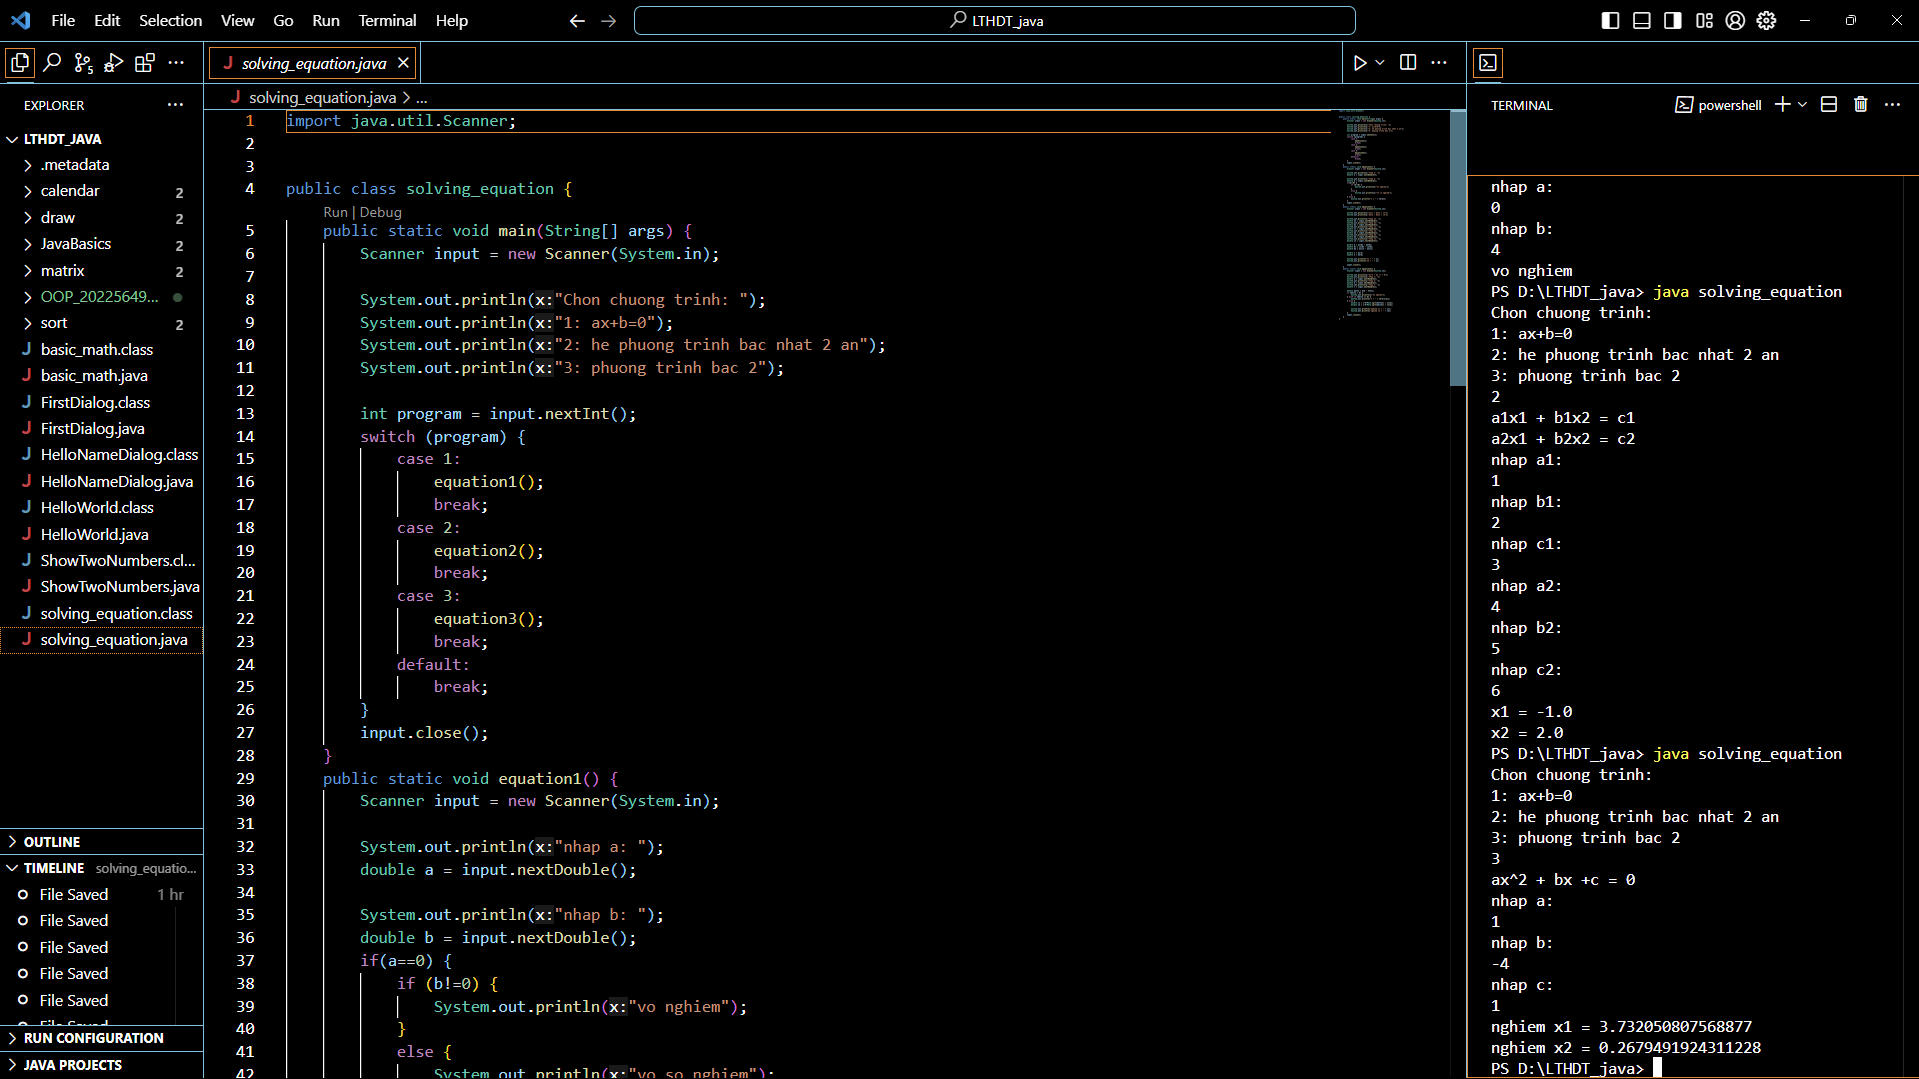 File Edit Selection View Go Run Terminal Help
LTHDT_java
EXPLORER
LTHDT_JAVA
.metadata
calendar 2
draw 2
JavaBasics 2
matrix 2
OOP_20225649...
sort 2
basic_math.class
basic_math.java
FirstDialog.class
FirstDialog.java
HelloNameDialog.class
HelloNameDialog.java
HelloWorld.class
HelloWorld.java
ShowTwoNumbers.cl...
ShowTwoNumbers.java
solving_equation.class
solving_equation.java
OUTLINE
TIMELINE solving_equatio...
File Saved 1 hr
File Saved
File Saved
File Saved
File Saved
RUN CONFIGURATION
JAVA PROJECTS
solving_equation.java
solving_equation.java > ...
1 import java.util.Scanner;
2
3
4 public class solving_equation {
Run | Debug
5 public static void main(String[] args) {
6 Scanner input = new Scanner(System.in);
7
8 System.out.println(x:"Chon chuong trinh: ");
9 System.out.println(x:"1: ax+b=0");
10 System.out.println(x:"2: he phuong trinh bac nhat 2 an");
11 System.out.println(x:"3: phuong trinh bac 2");
12
13 int program = input.nextInt();
14 switch (program) {
15 case 1:
16 equation1();
17 break;
18 case 2:
19 equation2();
20 break;
21 case 3:
22 equation3();
23 break;
24 default:
25 break;
26 }
27 input.close();
28 }
29 public static void equation1() {
30 Scanner input = new Scanner(System.in);
31
32 System.out.println(x:"nhap a: ");
33 double a = input.nextDouble();
34
35 System.out.println(x:"nhap b: ");
36 double b = input.nextDouble();
37 if(a==0) {
38 if (b!=0) {
39 System.out.println(x:"vo nghiem");
40 }
41 else {
42 System.out.println(x:"vo so nghiem");
TERMINAL
powershell
nhap a:
0
nhap b:
4
vo nghiem
PS D:\LTHDT_java> java solving_equation
Chon chuong trinh:
1: ax+b=0
2: he phuong trinh bac nhat 2 an
3: phuong trinh bac 2
2
a1x1 + b1x2 = c1
a2x1 + b2x2 = c2
nhap a1:
1
nhap b1:
2
nhap c1:
3
nhap a2:
4
nhap b2:
5
nhap c2:
6
x1 = -1.0
x2 = 2.0
PS D:\LTHDT_java> java solving_equation
Chon chuong trinh:
1: ax+b=0
2: he phuong trinh bac nhat 2 an
3: phuong trinh bac 2
3
ax^2 + bx +c = 0
nhap a:
1
nhap b:
-4
nhap c:
1
nghiem x1 = 3.732050807568877
nghiem x2 = 0.2679491924311228
PS D:\LTHDT_java>